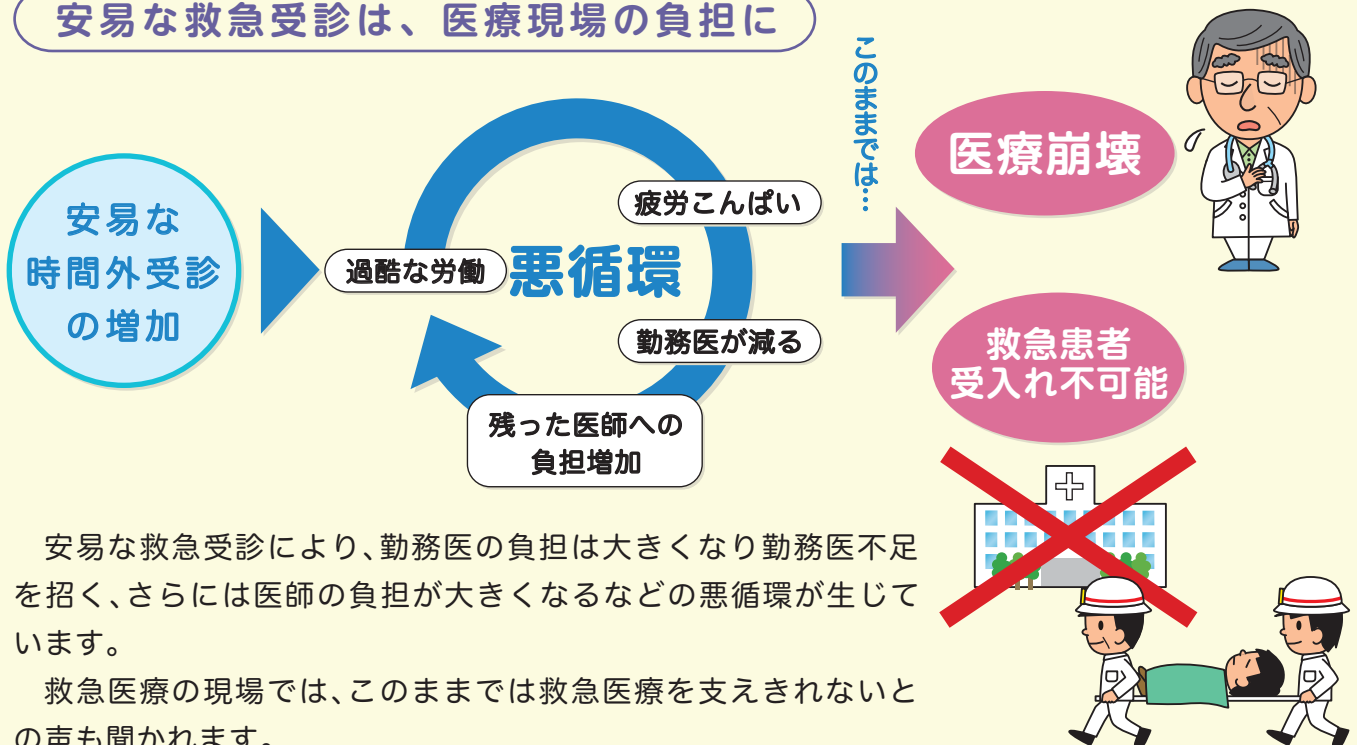 安易な救急受診は、医療現場の負担に
安易な
時間外受診
の増加
悪循環
過酷な労働
疲労こんぱい
勤務医が減る
残った医師への
負担増加
このままでは…
医療崩壊
救急患者
受入れ不可能
安易な救急受診により、勤務医の負担は大きくなり勤務医不足
を招く、さらには医師の負担が大きくなるなどの悪循環が生じて
います。
救急医療の現場では、このままでは救急医療を支えきれないと
の声も聞かれます。